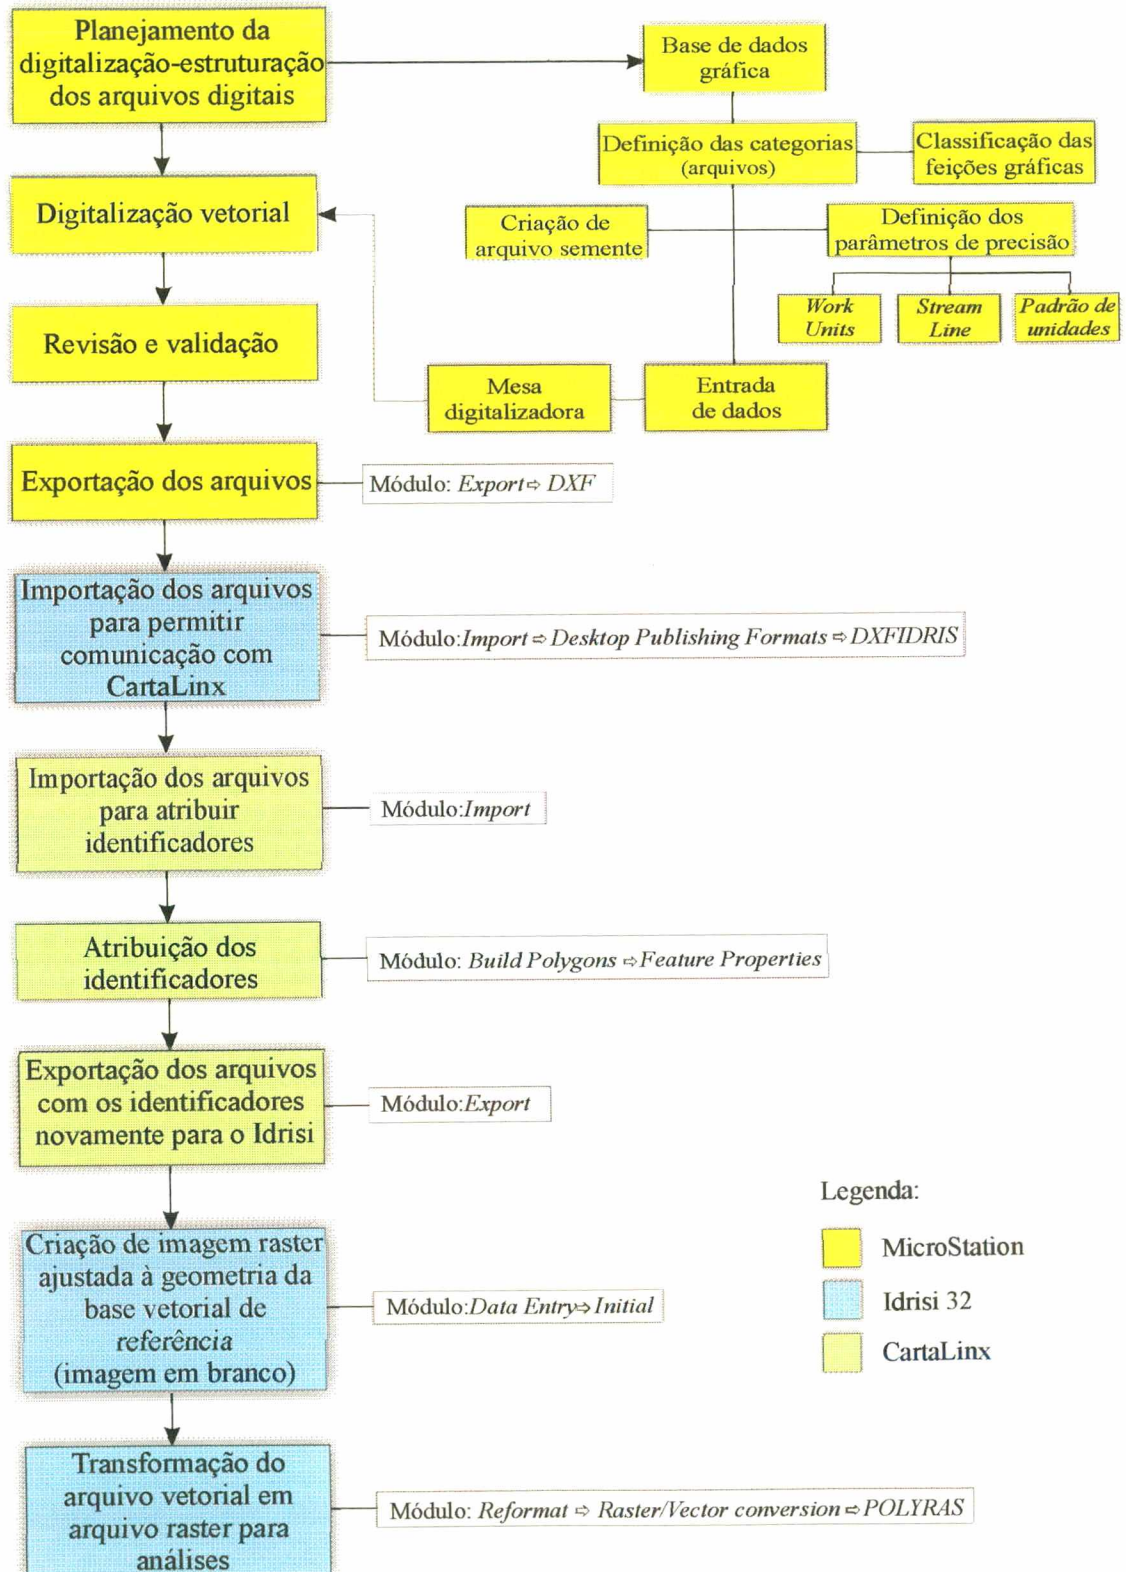 Planejamento da
digitalização-estruturação
dos arquivos digitais
Base de dados
gráfica
Definição das categorias
(arquivos)
Classificação das
feições gráficas
Digitalização vetorial
Criação de
arquivo semente
Definição dos
parâmetros de precisão
Work
Units
Stream
Line
Padrão de
unidades
Revisão e validação
Mesa
digitalizadora
Entrada
de dados
Exportação dos arquivos
Módulo: Export⇨ DXF
Importação dos arquivos
para permitir
comunicação com
CartaLinx
Módulo:Import ⇨ Desktop Publishing Formats ⇨ DXFIDRIS
Importação dos arquivos
para atribuir
identificadores
Módulo:Import
Atribuição dos
identificadores
Módulo: Build Polygons ⇨Feature Properties
Exportação dos arquivos
com os identificadores
novamente para o Idrisi
Módulo:Export
Criação de imagem raster
ajustada à geometria da
base vetorial de
referência
(imagem em branco)
Módulo:Data Entry⇨ Initial
Transformação do
arquivo vetorial em
arquivo raster para
análises
Módulo: Reformat ⇨ Raster/Vector conversion ⇨ POLYRAS
Legenda:
MicroStation
Idrisi 32
CartaLinx